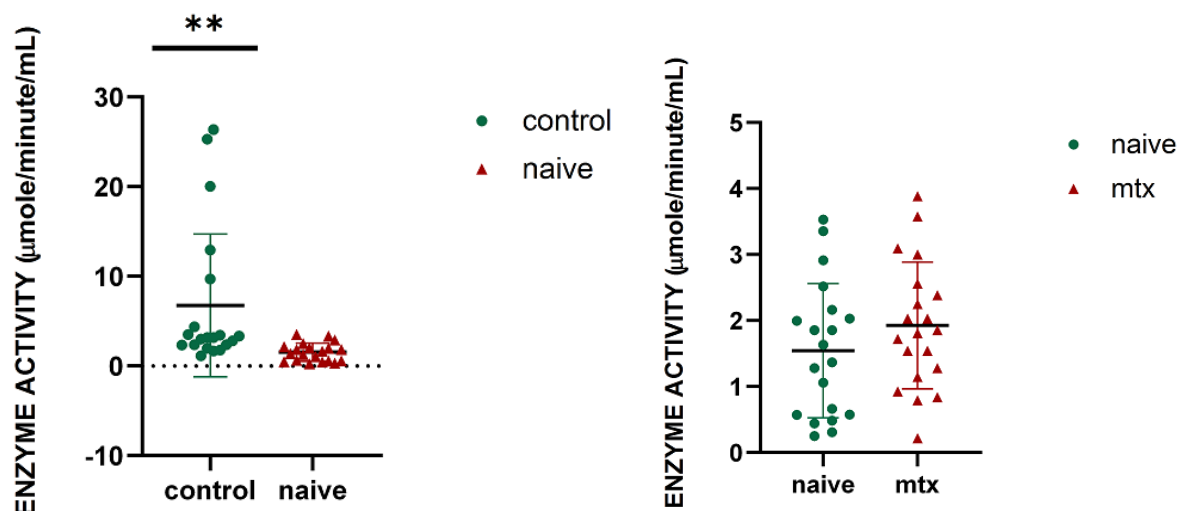 **
ENZYME ACTIVITY (µmole/minute/mL)
30
20
10
0
-10
control
naive
control
naive
ENZYME ACTIVITY (µmole/minute/mL)
5
4
3
2
1
0
naive
mtx
naive
mtx